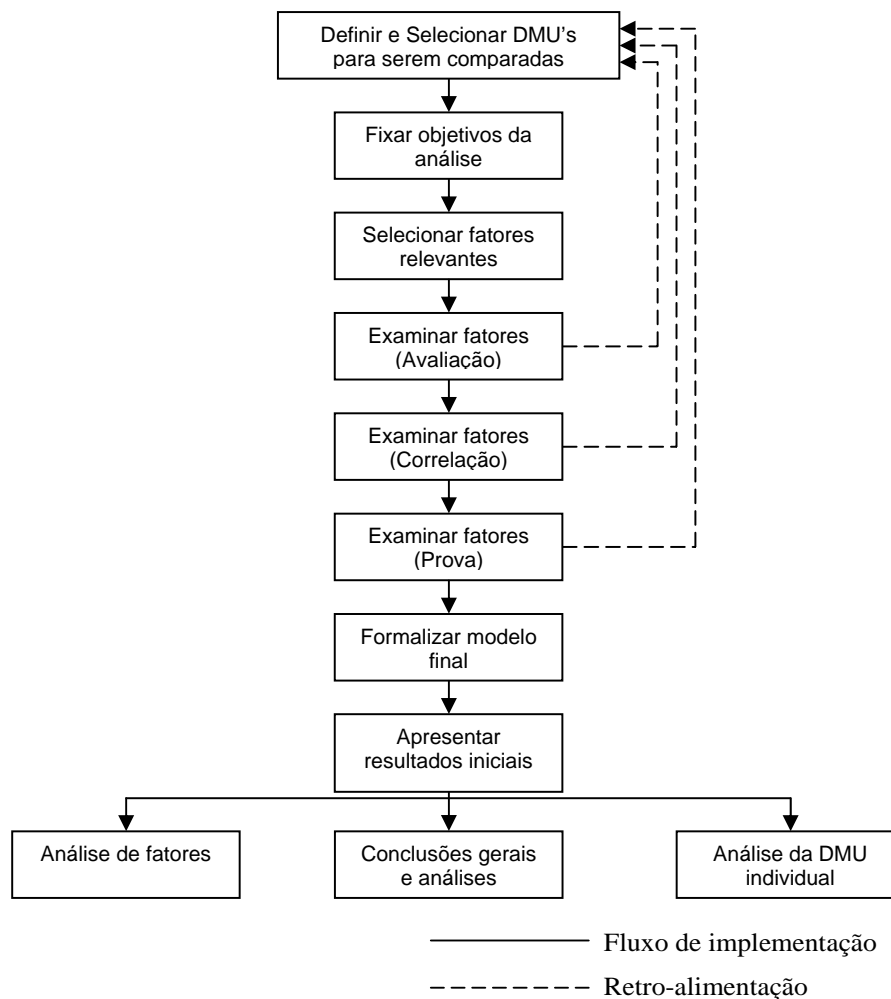 Definir e Selecionar DMU's
para serem comparadas
Fixar objetivos da
análise
Selecionar fatores
relevantes
Examinar fatores
(Avaliação)
Examinar fatores
(Correlação)
Examinar fatores
(Prova)
Formalizar modelo
final
Apresentar
resultados iniciais
Análise de fatores
Conclusões gerais
e análises
Análise da DMU
individual
Fluxo de implementação
Retro-alimentação